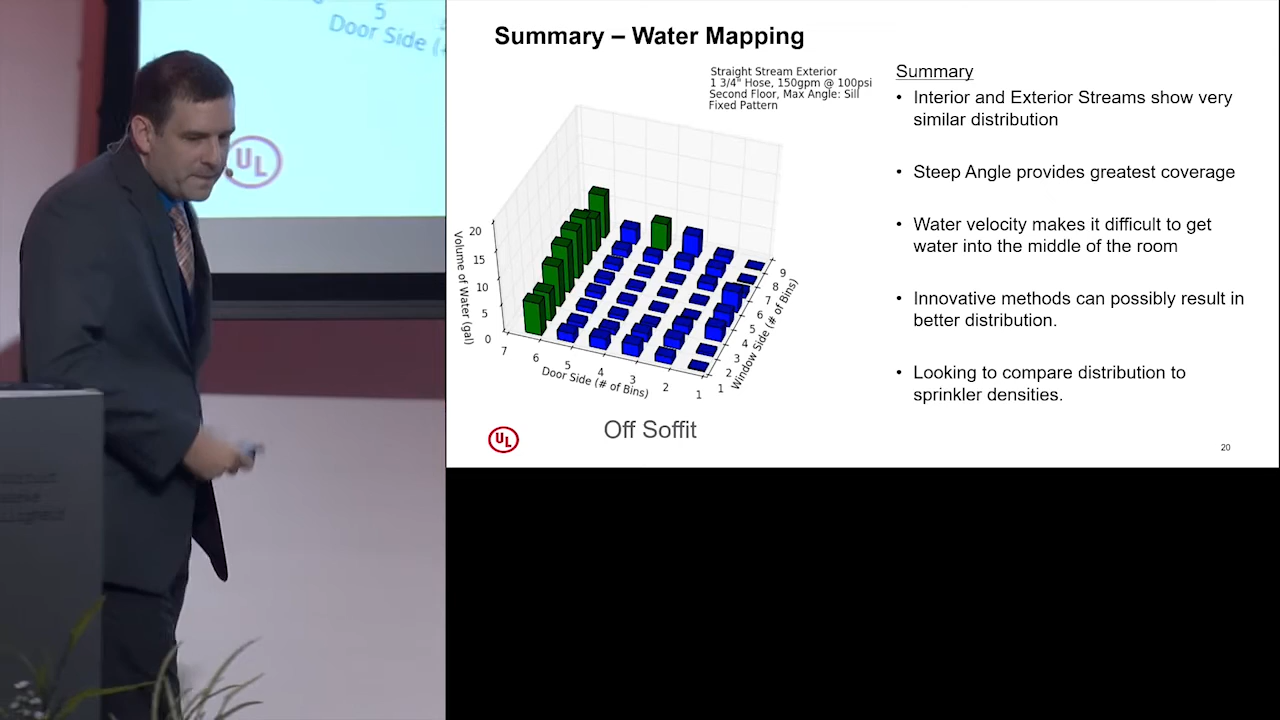 5
Door Side (
UL
Summary – Water Mapping
Straight Stream Exterior
1 3/4" Hose, 150gpm @ 100psi
Second Floor, Max Angle: Sill
Fixed Pattern
Volume of Water (gal)
20
15
10
5
0
7
6
5
4
3
2
1
Door Side (# of Bins)
1
2
3
4
5
6
7
8
9
Window Side (# of Bins)
Off Soffit
UL
Summary
• Interior and Exterior Streams show very
similar distribution
• Steep Angle provides greatest coverage
• Water velocity makes it difficult to get
water into the middle of the room
• Innovative methods can possibly result in
better distribution.
• Looking to compare distribution to
sprinkler densities.
20